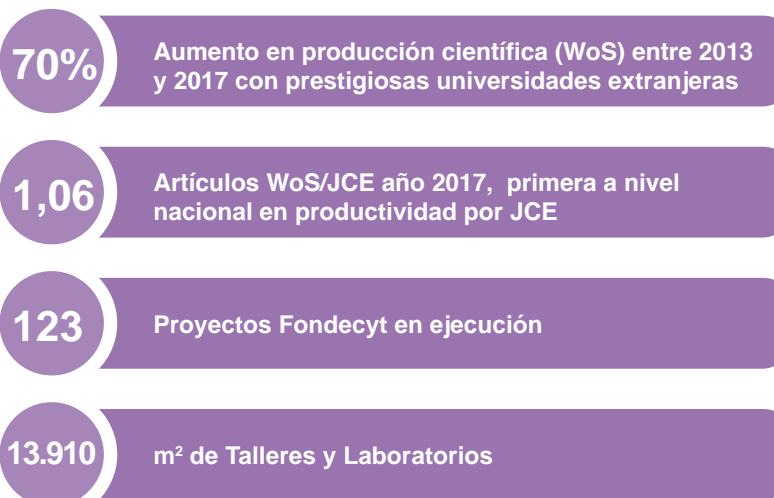 70%
Aumento en producción científica (WoS) entre 2013
y 2017 con prestigiosas universidades extranjeras
1,06
Artículos WoS/JCE año 2017, primera a nivel
nacional en productividad por JCE
123
Proyectos Fondecyt en ejecución
13.910
m² de Talleres y Laboratorios